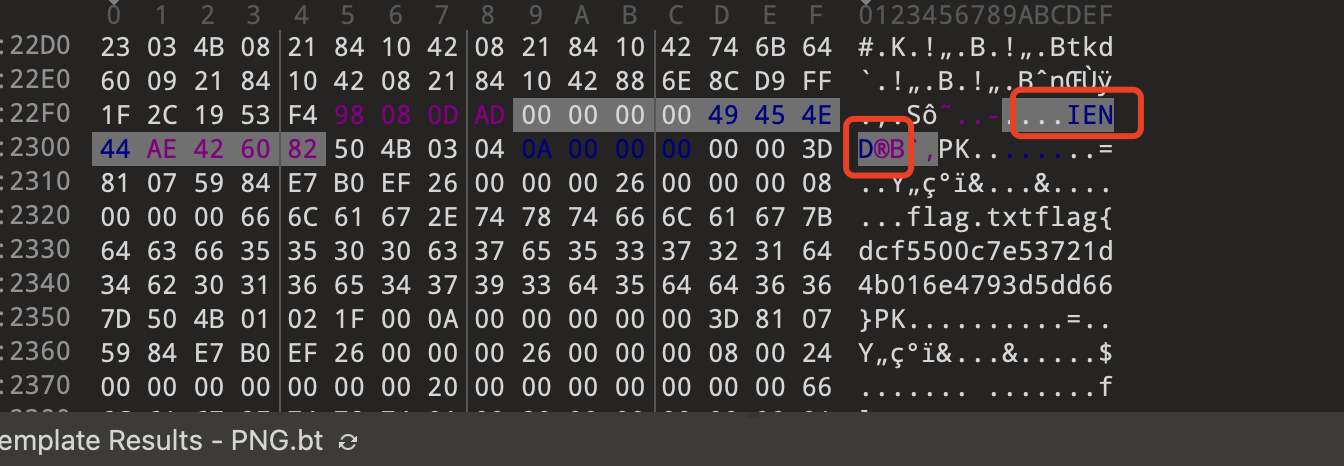 0 1 2 3 4 5 6 7 8 9 A B C D E F 0123456789ABCDEF
:22D0 23 03 4B 08 21 84 10 42 08 21 84 10 42 74 6B 64 #.K.!„.B.!„.Btkd
:22E0 60 09 21 84 10 42 08 21 84 10 42 88 6E 8C D9 FF `.!„.B.!„.BˆnŒÙÿ
:22F0 1F 2C 19 53 F4 98 08 0D AD 00 00 00 00 49 45 4E .,.Sô˜..-....IEN
:2300 44 AE 42 60 82 50 4B 03 04 0A 00 00 00 00 00 3D D®B`‚PK........=
:2310 81 07 59 84 E7 B0 EF 26 00 00 00 26 00 00 00 08 ..Y„ç°ï&...&....
:2320 00 00 00 66 6C 61 67 2E 74 78 74 66 6C 61 67 7B ...flag.txtflag{
:2330 64 63 66 35 35 30 30 63 37 65 35 33 37 32 31 64 dcf5500c7e53721d
:2340 34 62 30 31 36 65 34 37 39 33 64 35 64 64 36 36 4b016e4793d5dd66
:2350 7D 50 4B 01 02 1F 00 0A 00 00 00 00 00 3D 81 07 }PK..........=..
:2360 59 84 E7 B0 EF 26 00 00 00 26 00 00 00 08 00 24 Y„ç°ï&...&.....$
:2370 00 00 00 00 00 00 00 20 00 00 00 00 00 00 00 66 ....... .......f
emplate Results - PNG.bt